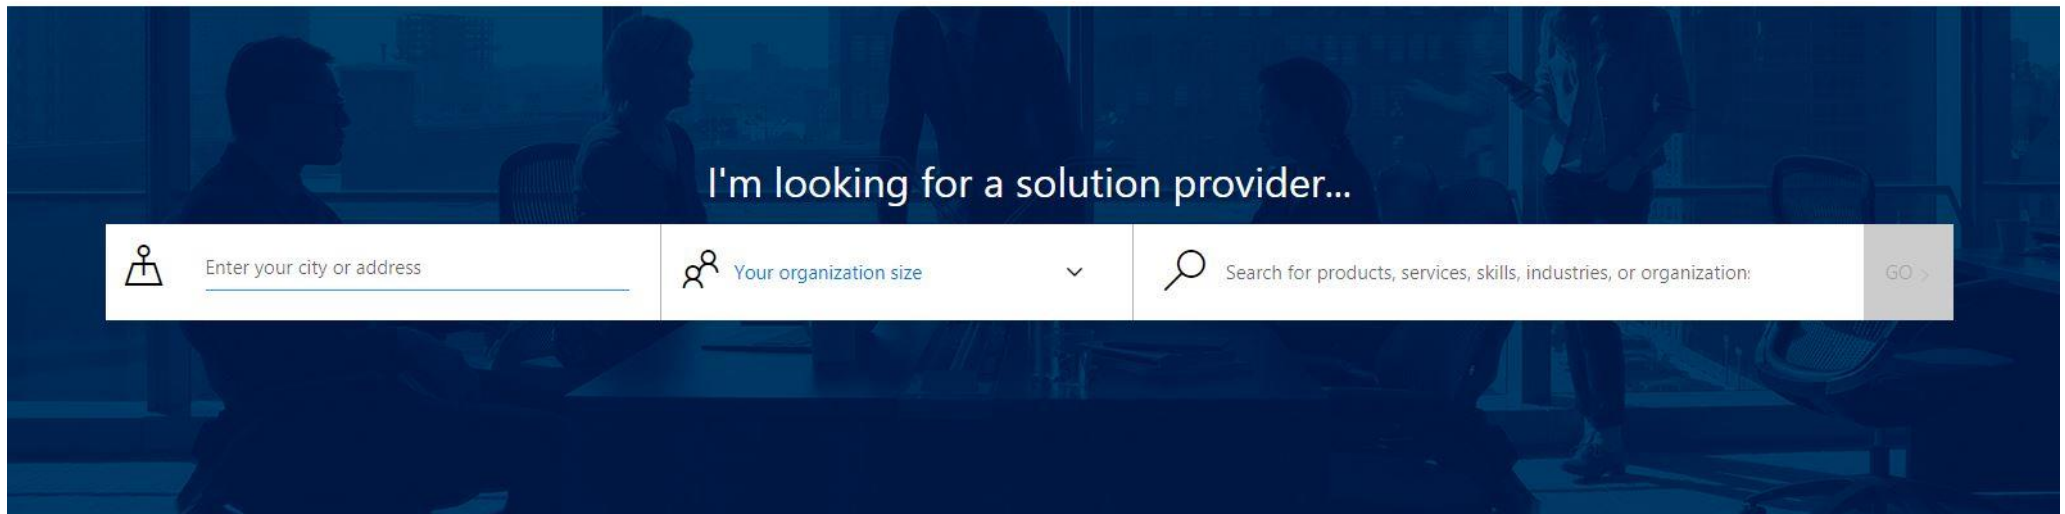 I'm looking for a solution provider...
Enter your city or address
Your organization size
Search for products, services, skills, industries, or organization:
GO >